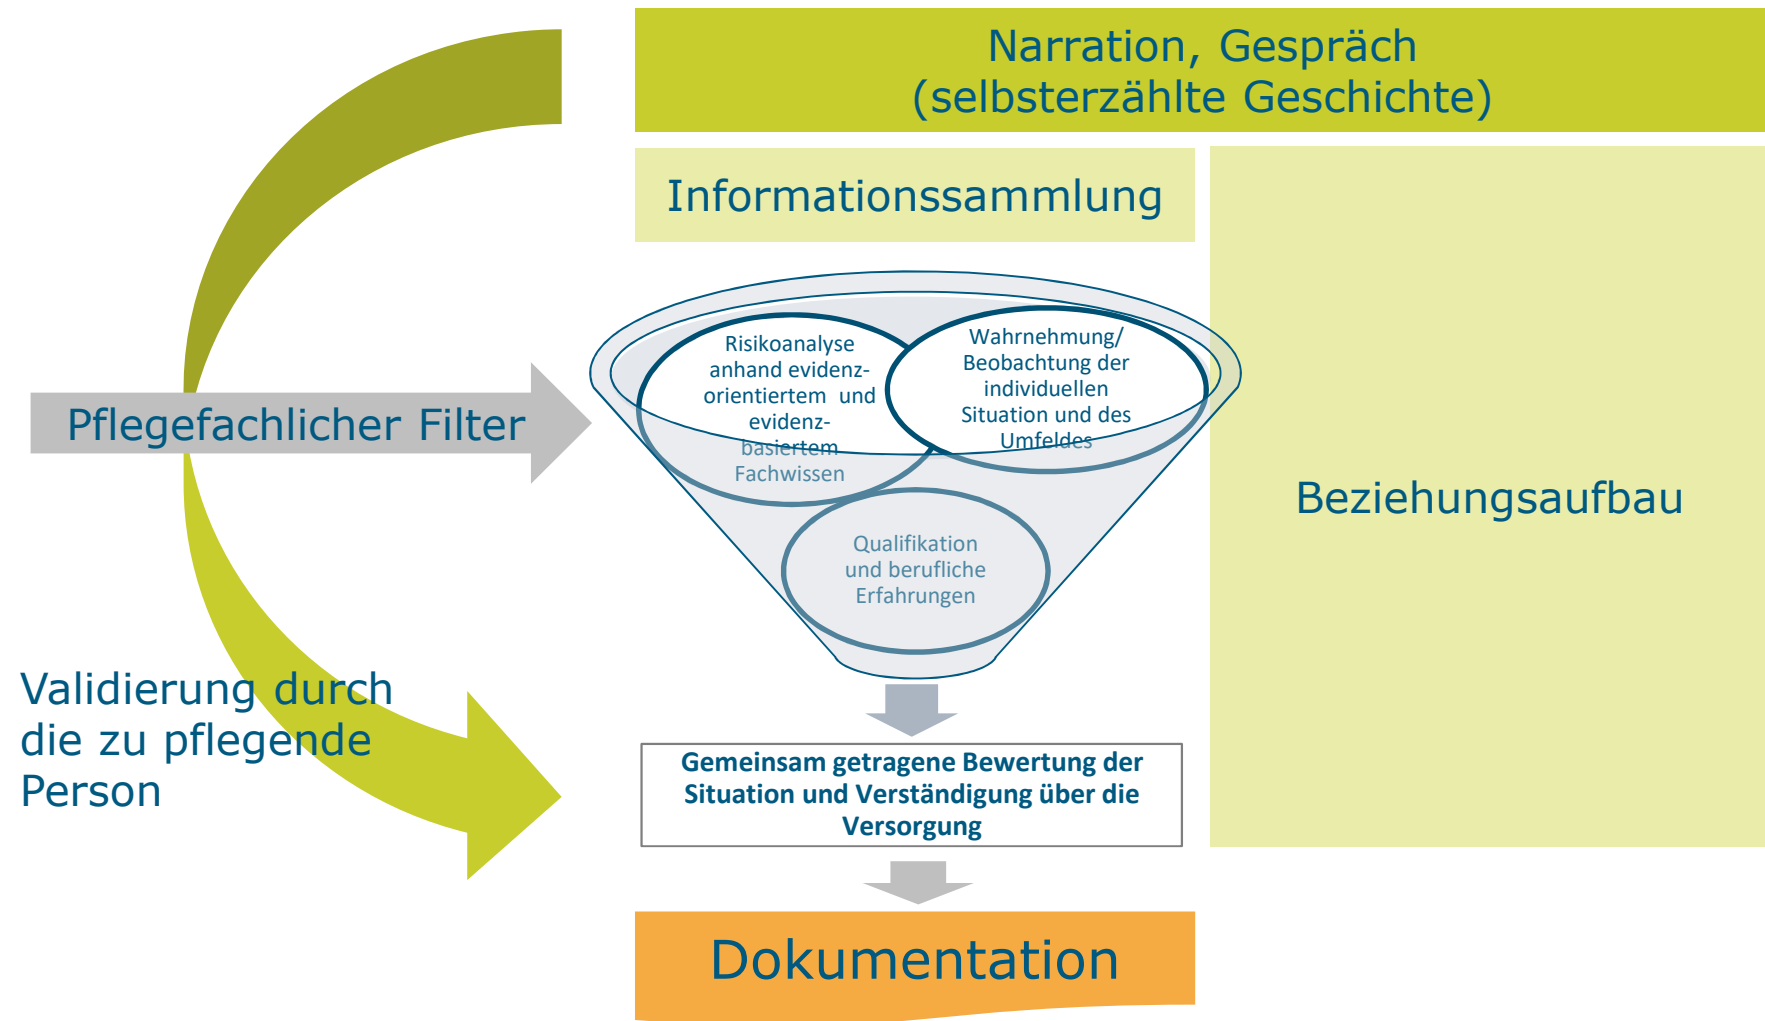 Narration, Gespräch
(selbsterzählte Geschichte)
Informationssammlung
Risikoanalyse
anhand evidenz-
orientiertem und
evidenz-
basiertem
Fachwissen
Wahrnehmung/
Beobachtung der
individuellen
Situation und des
Umfeldes
Pflegefachlicher Filter
Beziehungsaufbau
Qualifikation
und berufliche
Erfahrungen
Validierung durch
die zu pflegende
Person
Gemeinsam getragene Bewertung der
Situation und Verständigung über die
Versorgung
Dokumentation